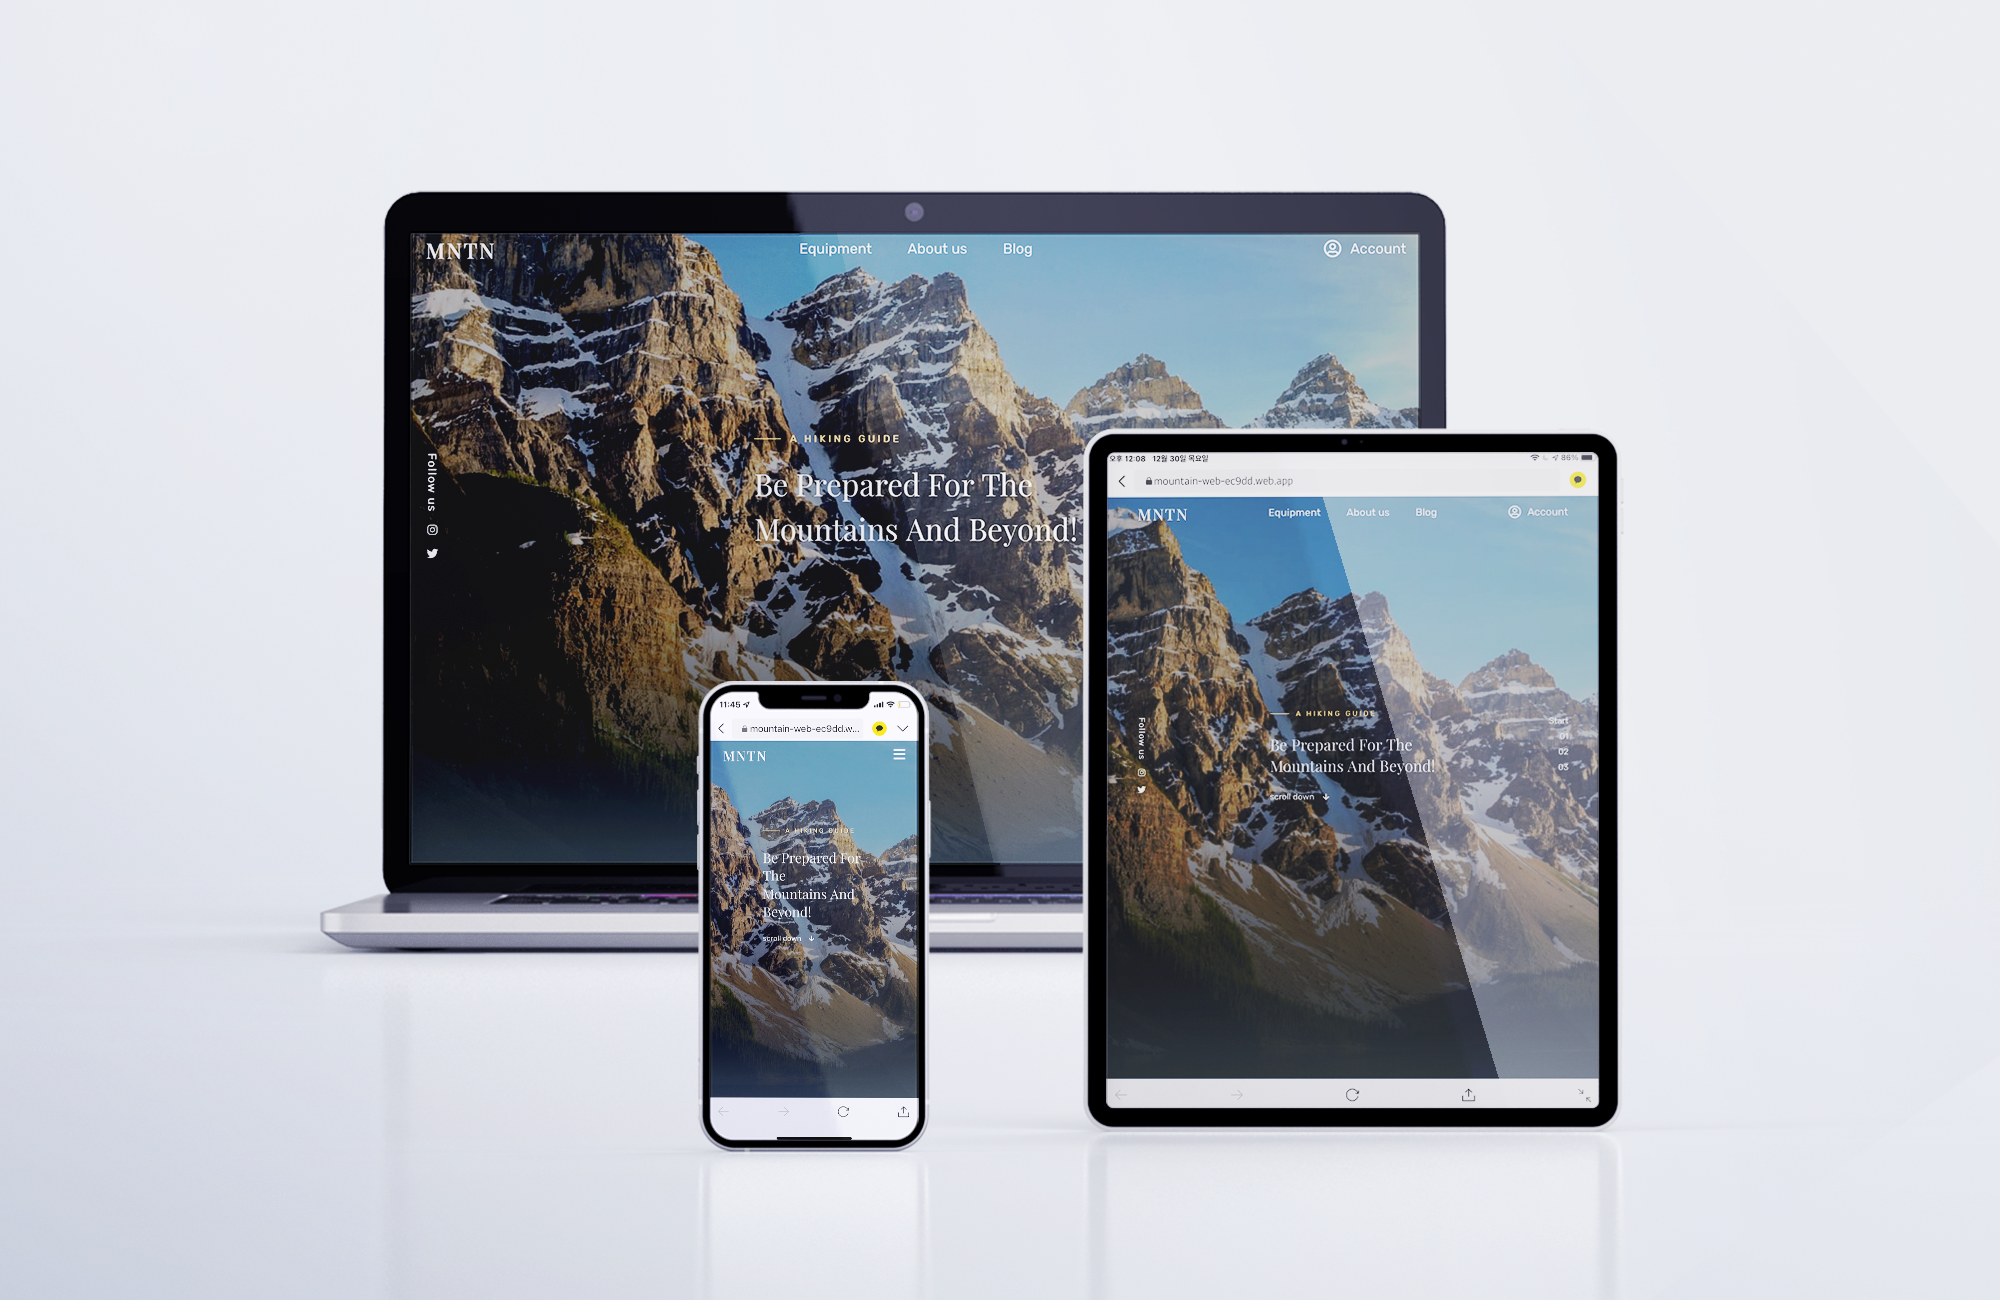 MNTN
Equipment
About us
Blog
Account
A HIKING GUIDE
Be Prepared For The
Mountains And Beyond!
Follow us
오후 12:08 12월 30일 목요일
86%
mountain-web-ec9dd.web.app
MNTN
Equipment
About us
Blog
Account
A HIKING GUIDE
Be Prepared For The
Mountains And Beyond!
scroll down
Follow us
Start
01
02
03
11:45
mountain-web-ec9dd.w...
MNTN
A HIKING GUIDE
Be Prepared For
The
Mountains And
Beyond!
scroll down